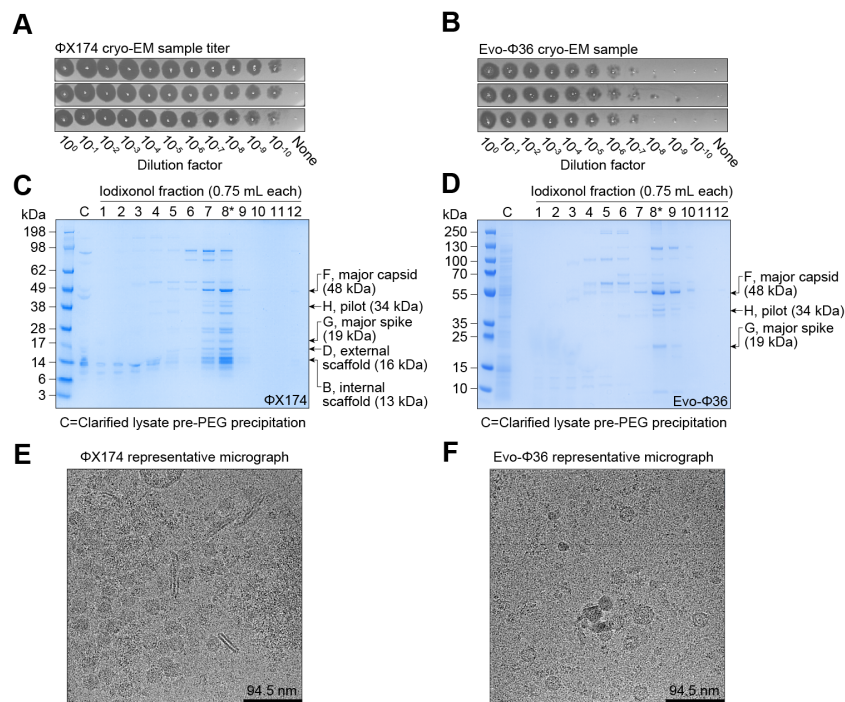 A
ΦX174 cryo-EM sample titer
10⁰ 10⁻¹ 10⁻² 10⁻³ 10⁻⁴ 10⁻⁵ 10⁻⁶ 10⁻⁷ 10⁻⁸ 10⁻⁹ 10⁻¹⁰ None
Dilution factor
B
Evo-Φ36 cryo-EM sample
10⁰ 10⁻¹ 10⁻² 10⁻³ 10⁻⁴ 10⁻⁵ 10⁻⁶ 10⁻⁷ 10⁻⁸ 10⁻⁹ 10⁻¹⁰ None
Dilution factor
C
Iodixonol fraction (0.75 mL each)
kDa C 1 2 3 4 5 6 7 8* 9 10 11 12
198
98
62
49
38
28
17
14
6
3
F, major capsid
(48 kDa)
H, pilot (34 kDa)
G, major spike
(19 kDa)
D, external
scaffold (16 kDa)
B, internal
scaffold (13 kDa)
ΦX174
C=Clarified lysate pre-PEG precipitation
D
Iodixonol fraction (0.75 mL each)
kDa C 1 2 3 4 5 6 7 8* 9 10 11 12
250
130
100
70
55
35
25
15
10
F, major capsid
(48 kDa)
H, pilot (34 kDa)
G, major spike
(19 kDa)
Evo-Φ36
C=Clarified lysate pre-PEG precipitation
E
ΦX174 representative micrograph
94.5 nm
F
Evo-Φ36 representative micrograph
94.5 nm